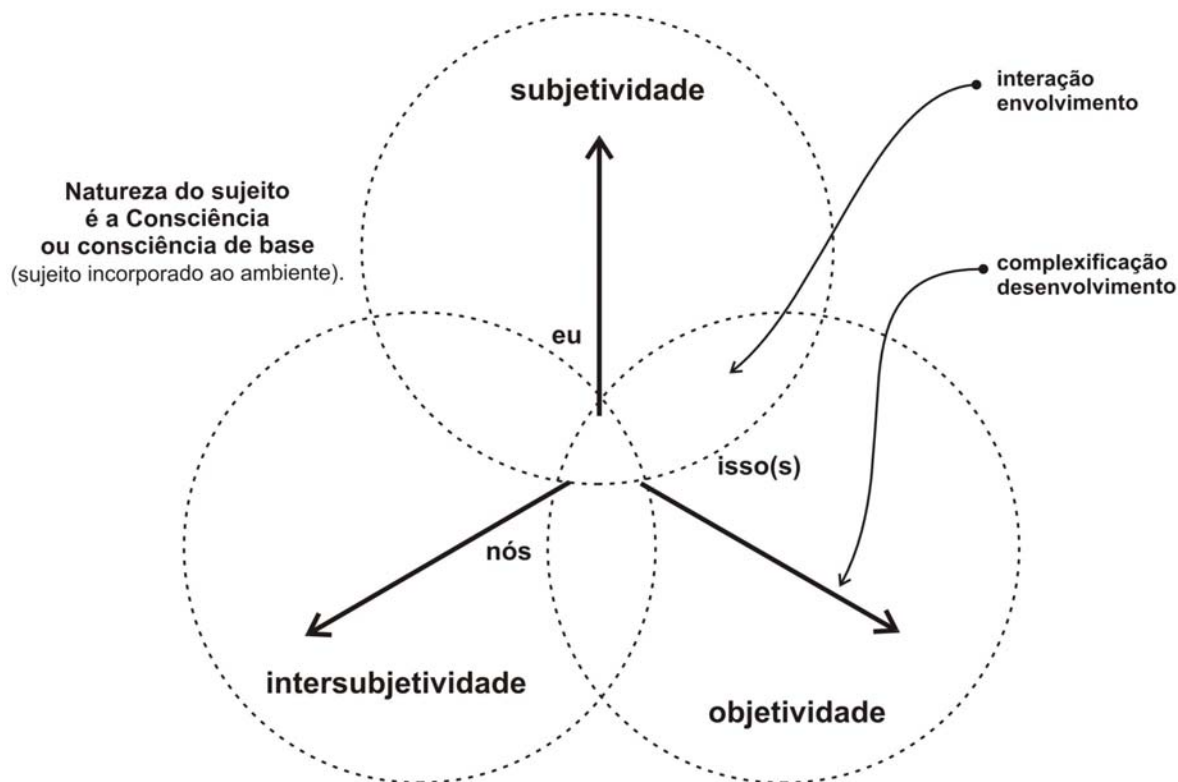 subjetividade
interação
envolvimento
Natureza do sujeito
é a Consciência
ou consciência de base
(sujeito incorporado ao ambiente).
complexificação
desenvolvimento
eu
isso(s)
nós
intersubjetividade
objetividade